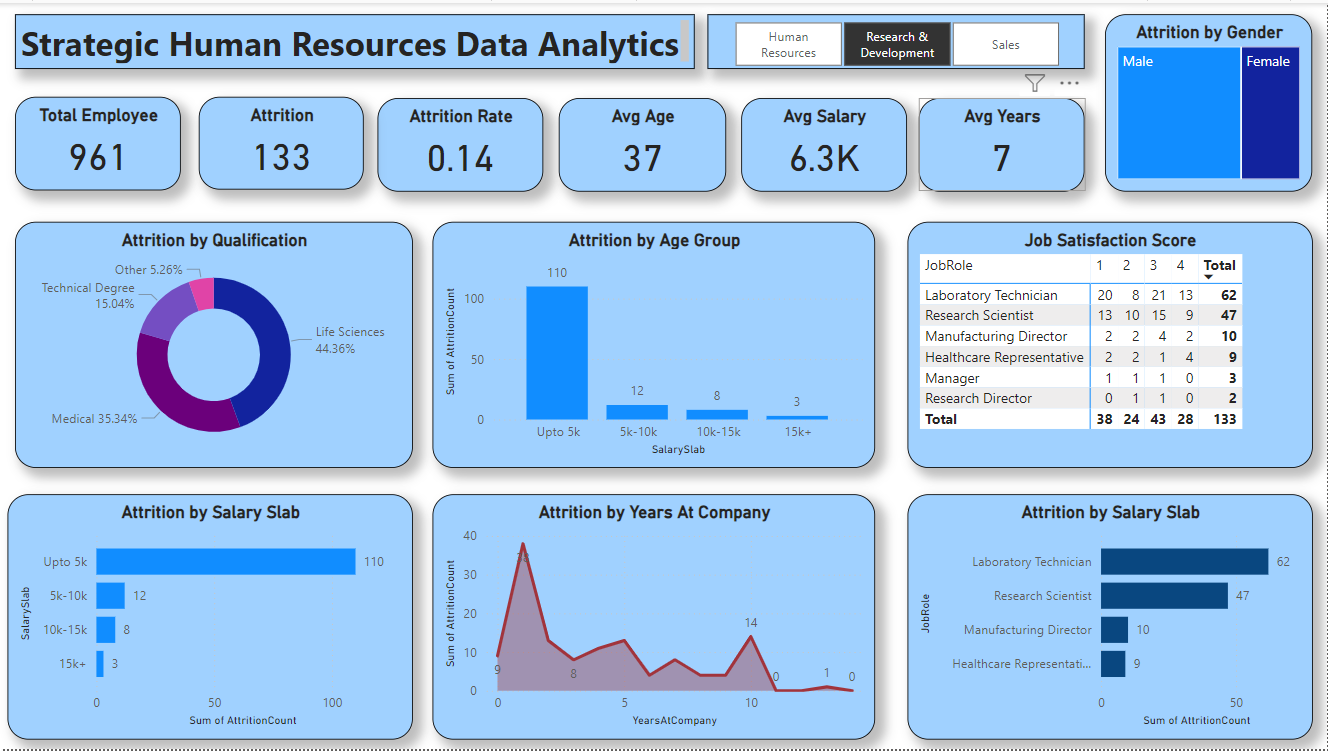 Strategic Human Resources Data Analytics
Human
Resources
Research &
Development
Sales
Attrition by Gender
Male
Female
Total Employee
961
Attrition
133
Attrition Rate
0.14
Avg Age
37
Avg Salary
6.3K
Avg Years
7
Attrition by Qualification
Other 5.26%
Technical Degree
15.04%
Life Sciences
44.36%
Medical 35.34%
Attrition by Age Group
Sum of AttritionCount
100
50
0
110
12
8
3
Upto 5k
5k-10k
10k-15k
15k+
SalarySlab
Job Satisfaction Score
JobRole 1 2 3 4 Total
Laboratory Technician 20 8 21 13 62
Research Scientist 13 10 15 9 47
Manufacturing Director 2 2 4 2 10
Healthcare Representative 2 2 1 4 9
Manager 1 1 1 0 3
Research Director 0 1 1 0 2
Total 38 24 43 28 133
Attrition by Salary Slab
SalarySlab
Upto 5k 110
5k-10k 12
10k-15k 8
15k+ 3
0 50 100
Sum of AttritionCount
Attrition by Years At Company
Sum of AttritionCount
40
30
20
10
0
9
38
8
14
0
1
0
0 5 10
YearsAtCompany
Attrition by Salary Slab
JobRole
Laboratory Technician 62
Research Scientist 47
Manufacturing Director 10
Healthcare Representati... 9
0 50
Sum of AttritionCount